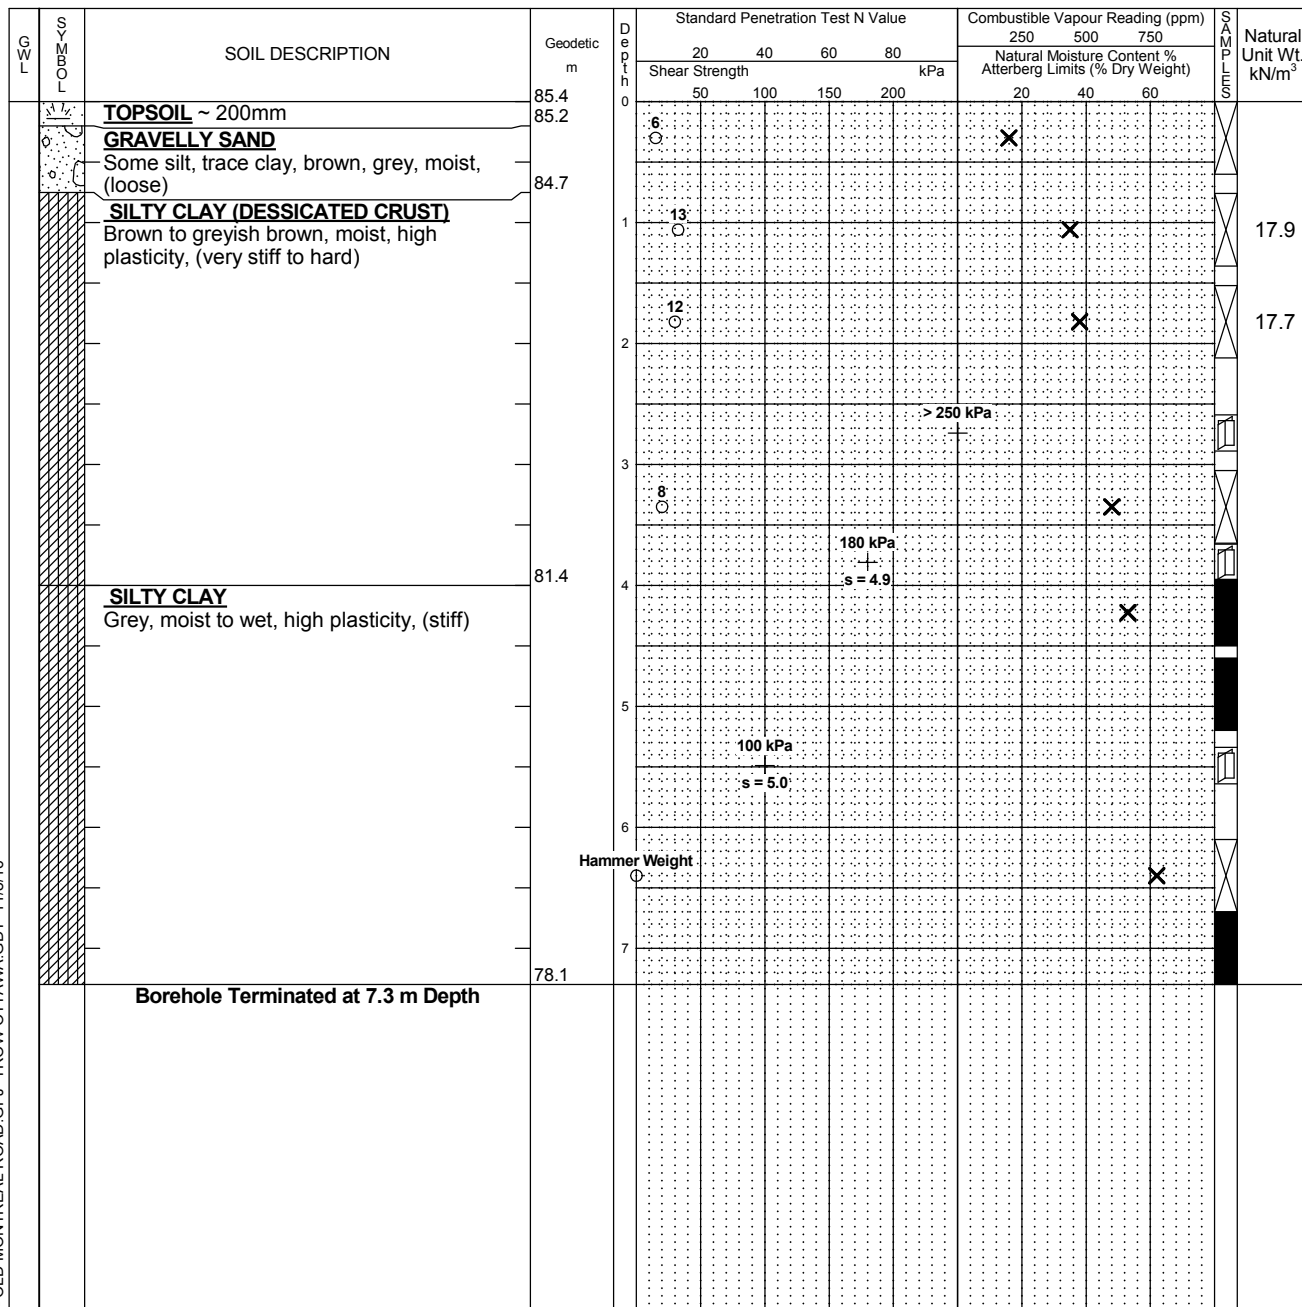 GWL
SYMBOL
SOIL DESCRIPTION
Geodetic
m
Depth
Standard Penetration Test N Value
20 40 60 80
Shear Strength kPa
50 100 150 200
Combustible Vapour Reading (ppm)
250 500 750
Natural Moisture Content %
Atterberg Limits (% Dry Weight)
20 40 60
SAMPLES
Natural
Unit Wt.
kN/m³
85.4
0
TOPSOIL ~ 200mm
85.2
GRAVELLY SAND
Some silt, trace clay, brown, grey, moist,
(loose)
84.7
6
SILTY CLAY (DESSICATED CRUST)
Brown to greyish brown, moist, high
plasticity, (very stiff to hard)
13
1
17.9
12
17.7
2
> 250 kPa
3
8
180 kPa
s = 4.9
81.4
4
SILTY CLAY
Grey, moist to wet, high plasticity, (stiff)
5
100 kPa
s = 5.0
6
Hammer Weight
7
78.1
Borehole Terminated at 7.3 m Depth